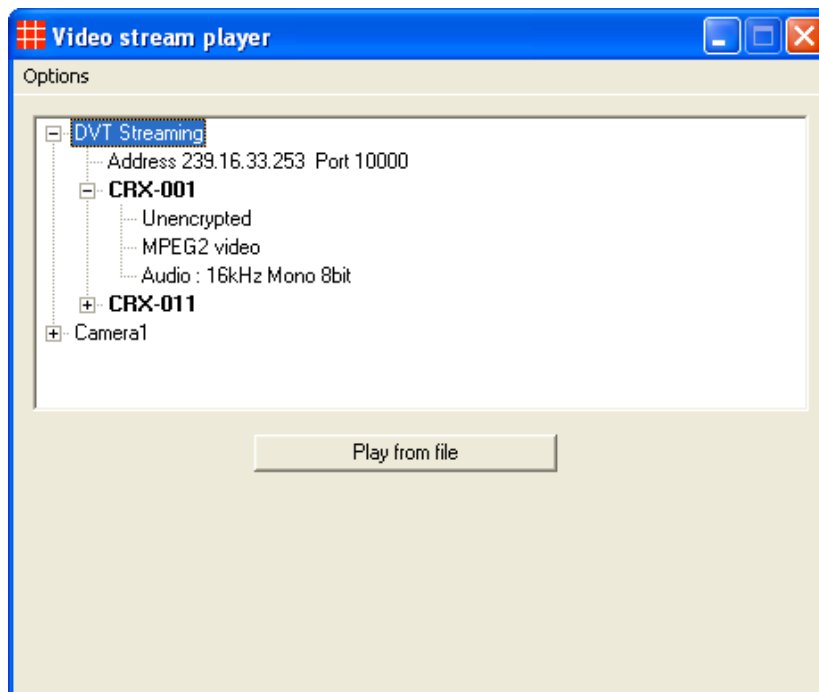 Video stream player
Options
DVT Streaming
Address 239.16.33.253  Port 10000
CRX-001
Unencrypted
MPEG2 video
Audio : 16kHz Mono 8bit
CRX-011
Camera1
Play from file